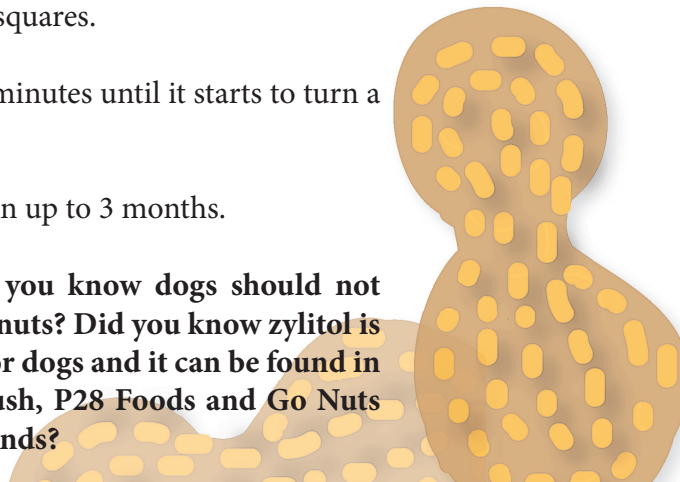 squares.
minutes until it starts to turn a
n up to 3 months.
you know dogs should not
nuts? Did you know zylitol is
or dogs and it can be found in
ush, P28 Foods and Go Nuts
nds?